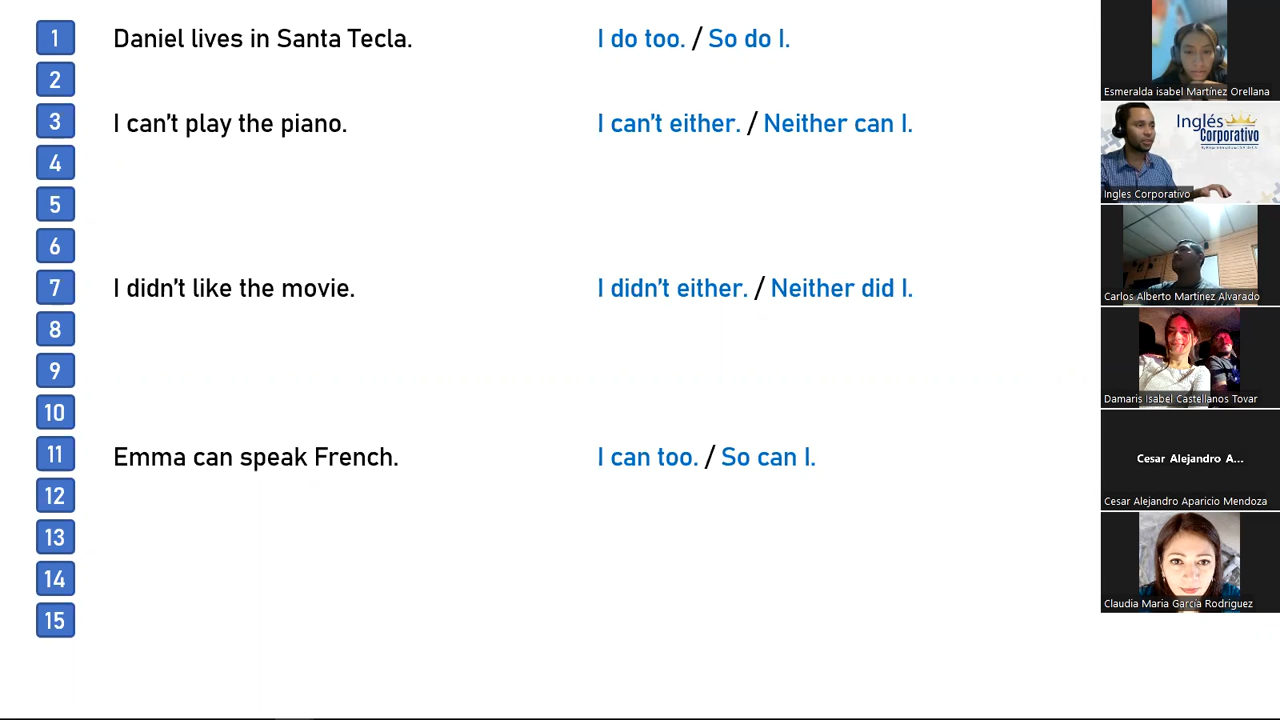 1 Daniel lives in Santa Tecla. I do too. / So do I.
2
3 I can't play the piano. I can't either. / Neither can I.
4
5
6
7 I didn't like the movie. I didn't either. / Neither did I.
8
9
10
11 Emma can speak French. I can too. / So can I.
12
13
14
15
Esmeralda isabel Martínez Orellana
Inglés
Corporativo
Ingles Corporativo
Carlos Alberto Martinez Alvarado
Damaris Isabel Castellanos Tovar
Cesar Alejandro A...
Cesar Alejandro Aparicio Mendoza
Claudia Maria García Rodriguez